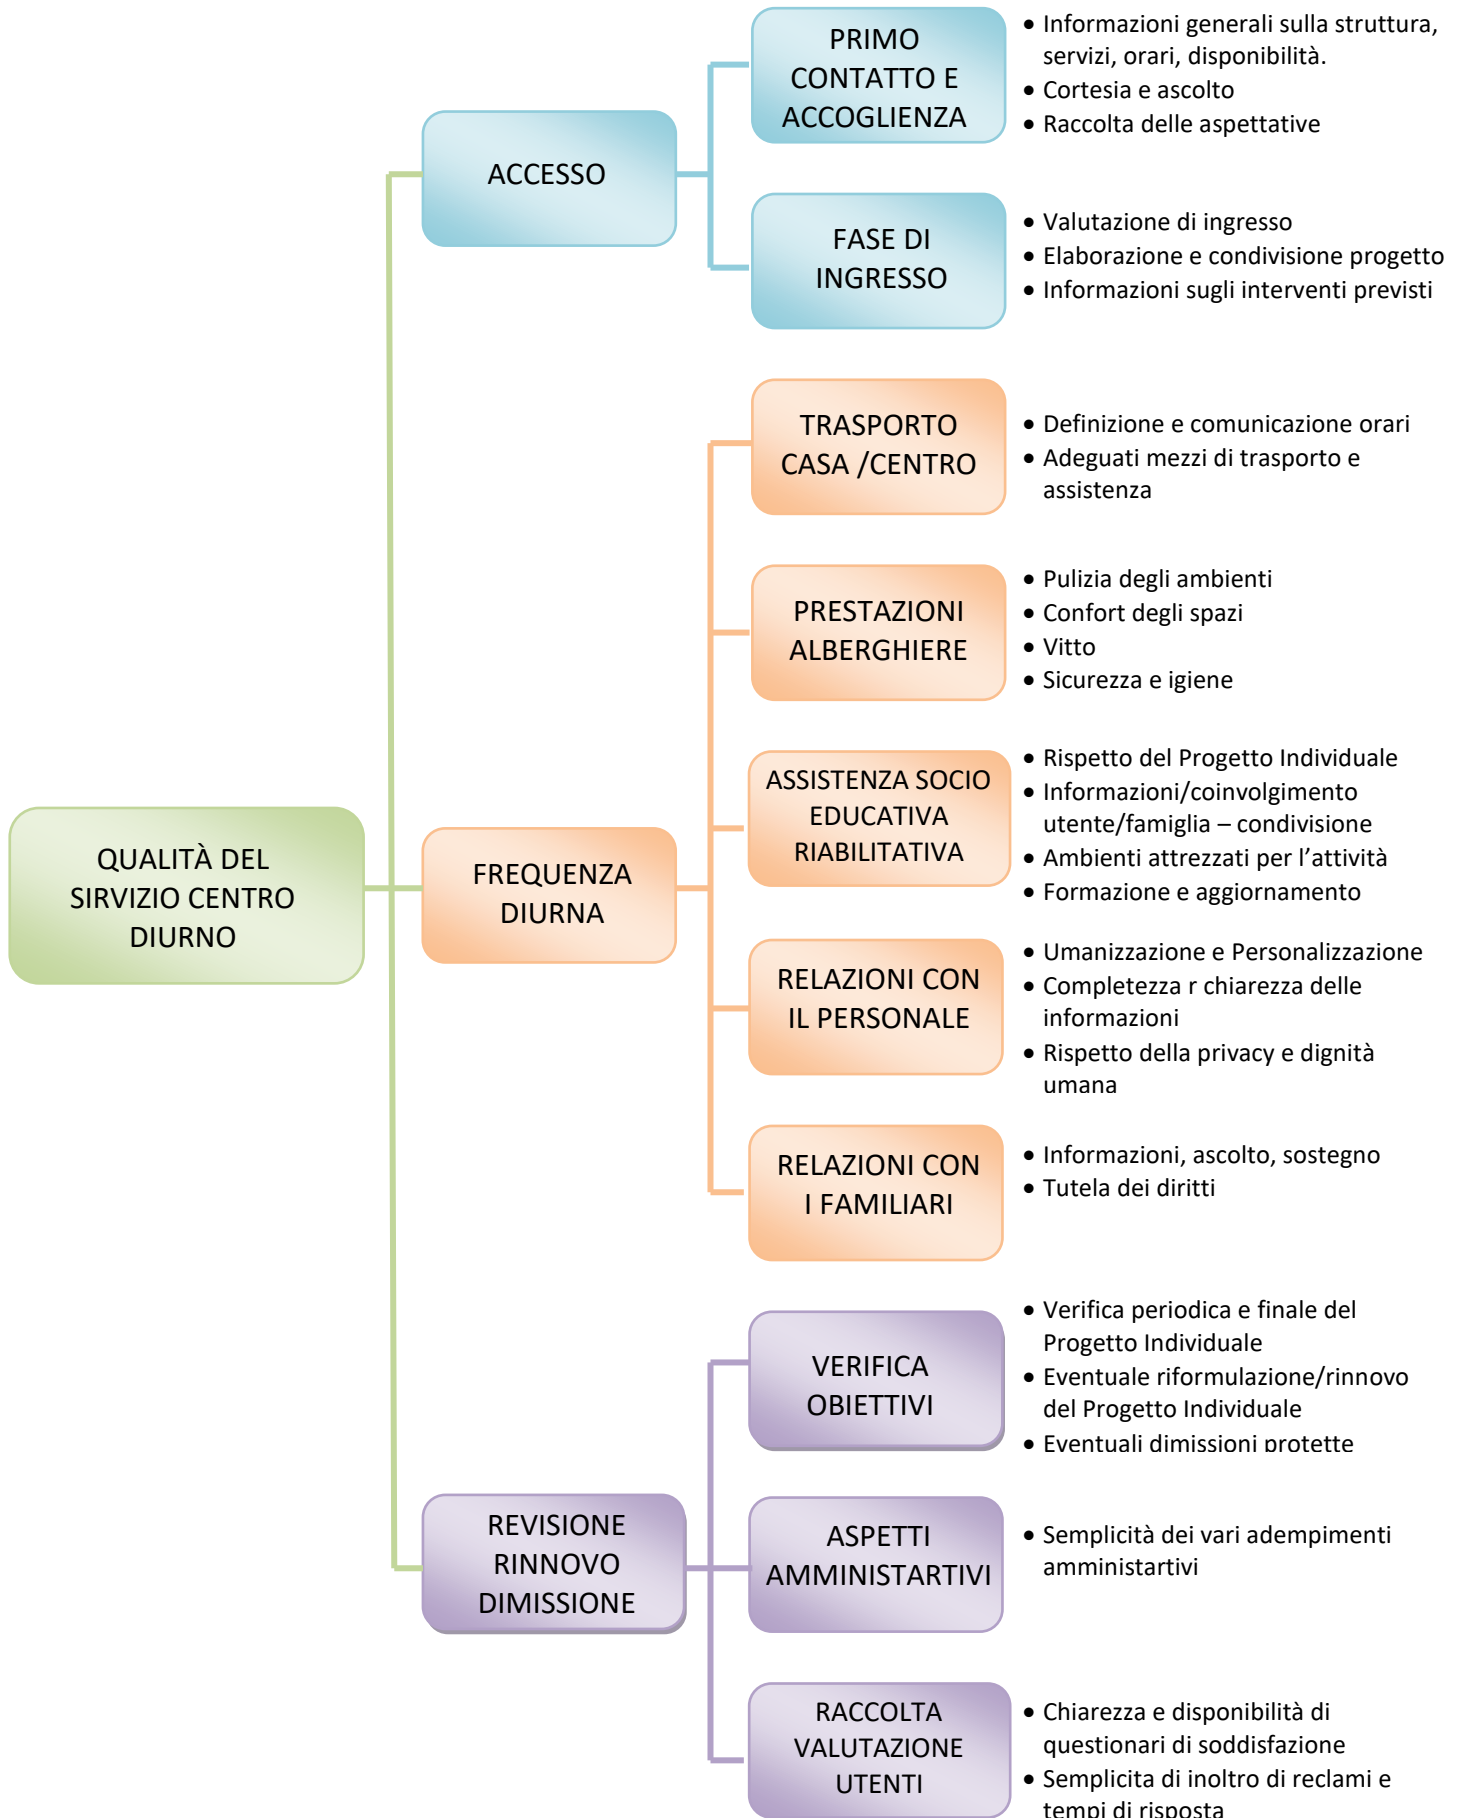 PRIMO
CONTATTO E
ACCOGLIENZA
• Informazioni generali sulla struttura,
servizi, orari, disponibilità.
• Cortesia e ascolto
• Raccolta delle aspettative
ACCESSO
FASE DI
INGRESSO
• Valutazione di ingresso
• Elaborazione e condivisione progetto
• Informazioni sugli interventi previsti
TRASPORTO
CASA /CENTRO
• Definizione e comunicazione orari
• Adeguati mezzi di trasporto e
assistenza
PRESTAZIONI
ALBERGHIERE
• Pulizia degli ambienti
• Confort degli spazi
• Vitto
• Sicurezza e igiene
ASSISTENZA SOCIO
EDUCATIVA
RIABILITATIVA
• Rispetto del Progetto Individuale
• Informazioni/coinvolgimento
utente/famiglia – condivisione
• Ambienti attrezzati per l’attività
• Formazione e aggiornamento
QUALITÀ DEL
SIRVIZIO CENTRO
DIURNO
FREQUENZA
DIURNA
RELAZIONI CON
IL PERSONALE
• Umanizzazione e Personalizzazione
• Completezza r chiarezza delle
informazioni
• Rispetto della privacy e dignità
umana
RELAZIONI CON
I FAMILIARI
• Informazioni, ascolto, sostegno
• Tutela dei diritti
VERIFICA
OBIETTIVI
• Verifica periodica e finale del
Progetto Individuale
• Eventuale riformulazione/rinnovo
del Progetto Individuale
• Eventuali dimissioni protette
REVISIONE
RINNOVO
DIMISSIONE
ASPETTI
AMMINISTARTIVI
• Semplicità dei vari adempimenti
amministartivi
RACCOLTA
VALUTAZIONE
UTENTI
• Chiarezza e disponibilità di
questionari di soddisfazione
• Semplicita di inoltro di reclami e
tempi di risposta